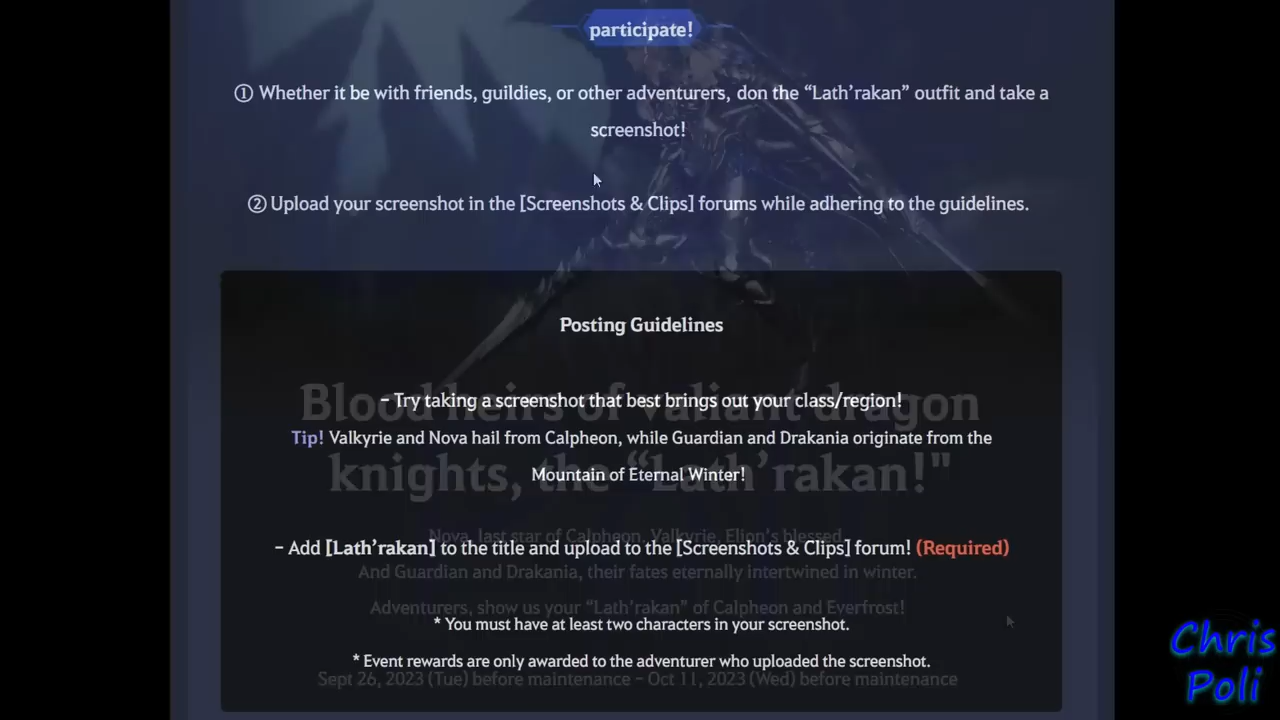 participate!
① Whether it be with friends, guildies, or other adventurers, don the “Lath’rakan” outfit and take a
screenshot!
② Upload your screenshot in the [Screenshots & Clips] forums while adhering to the guidelines.
Posting Guidelines
Blood heirs of valiant dragon
- Try taking a screenshot that best brings out your class/region!
Tip! Valkyrie and Nova hail from Calpheon, while Guardian and Drakania originate from the
knights, the “Lath’rakan!"
Mountain of Eternal Winter!
Nova, last star of Calpheon, Valkyrie, Elion’s blessed
- Add [Lath’rakan] to the title and upload to the [Screenshots & Clips] forum! (Required)
And Guardian and Drakania, their fates eternally intertwined in winter.
Adventurers, show us your “Lath’rakan” of Calpheon and Everfrost!
* You must have at least two characters in your screenshot.
* Event rewards are only awarded to the adventurer who uploaded the screenshot.
Sept 26, 2023 (Tue) before maintenance - Oct 11, 2023 (Wed) before maintenance
Chris
Poli